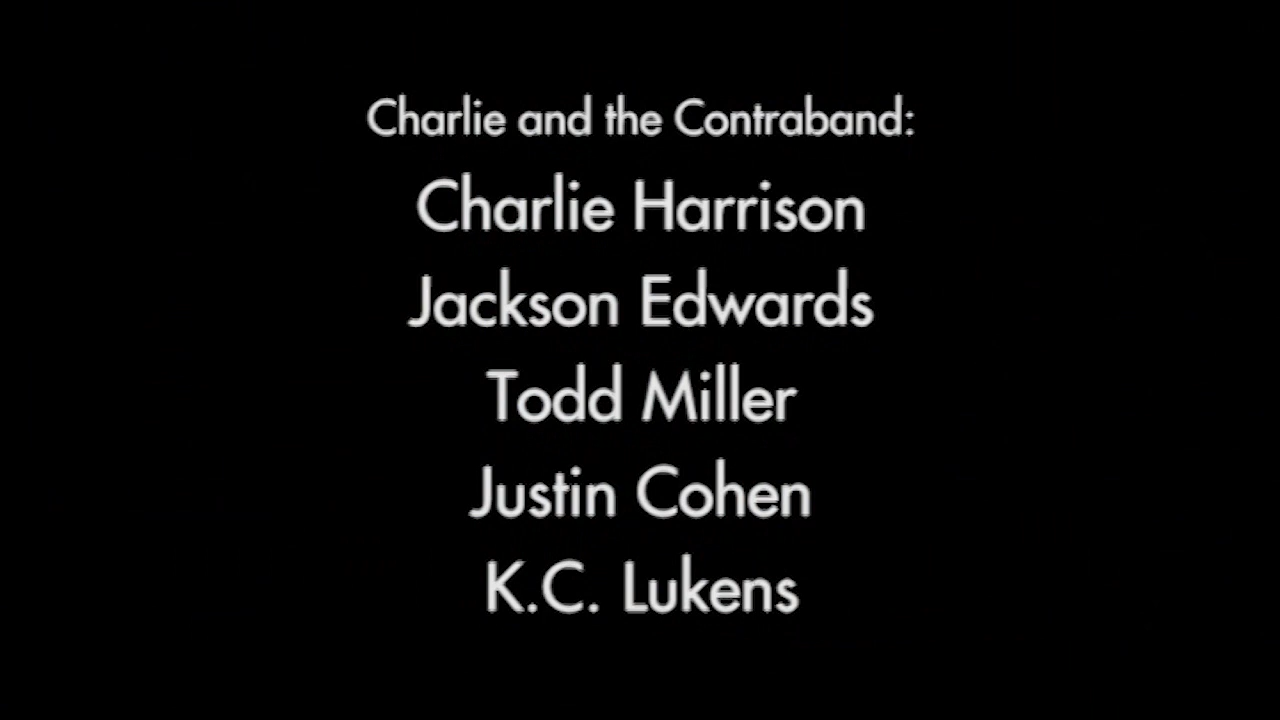 Charlie and the Contraband:
Charlie Harrison
Jackson Edwards
Todd Miller
Justin Cohen
K.C. Lukens